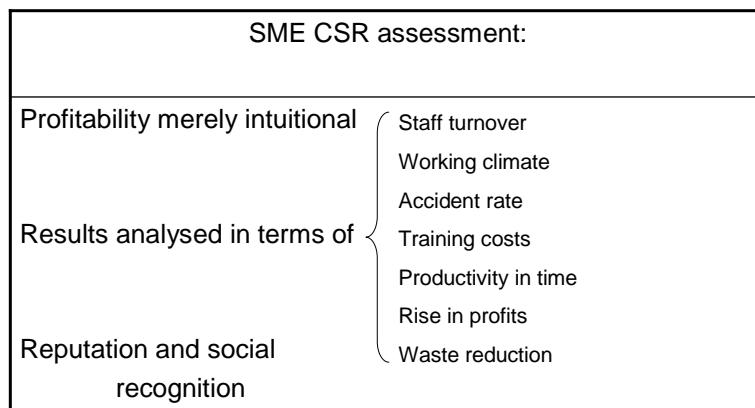 SME CSR assessment:
Profitability merely intuitional
Results analysed in terms of
Staff turnover
Working climate
Accident rate
Training costs
Productivity in time
Rise in profits
Waste reduction
Reputation and social
recognition